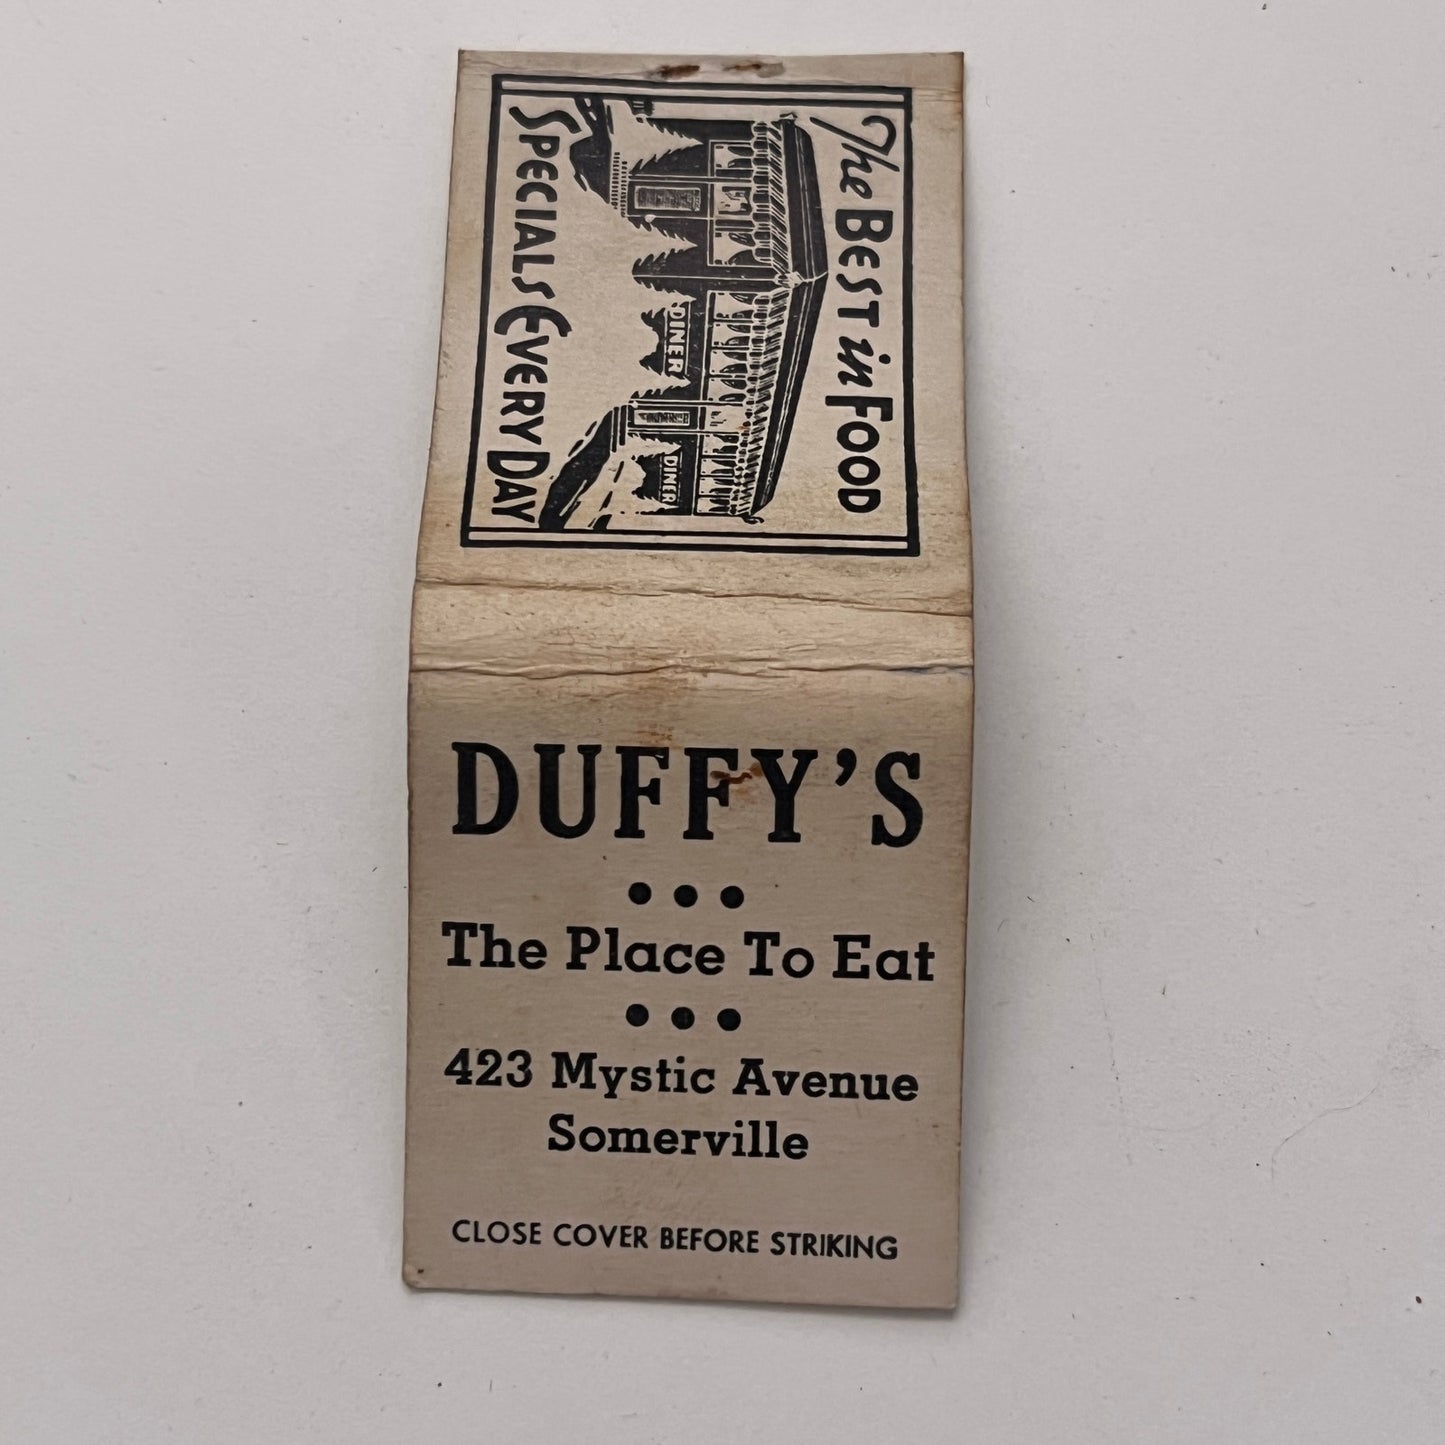 The BEST in FOOD
DINER
DINER
SPECIALS EVERY DAY
DUFFY'S
The Place To Eat
423 Mystic Avenue
Somerville
CLOSE COVER BEFORE STRIKING